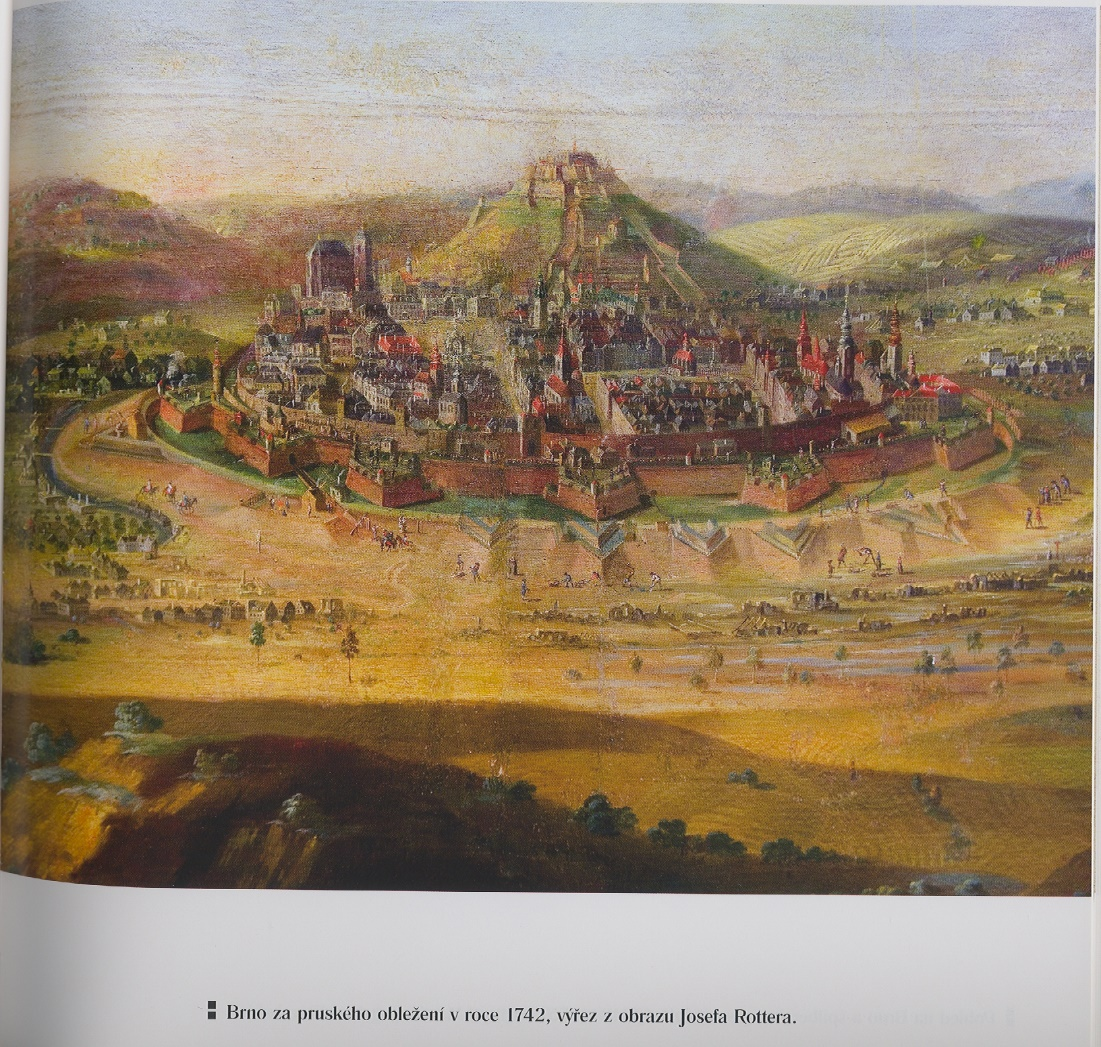 Brno za pruského obležení v roce 1742, výřez z obrazu Josefa Rottera.